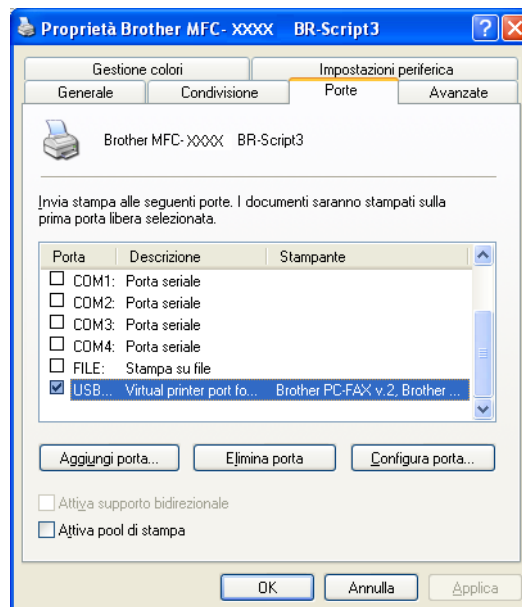 Proprietà Brother MFC- XXXX BR-Script3
Gestione colori Impostazioni periferica
Generale Condivisione Porte Avanzate
Brother MFC- XXXX BR-Script3
Invia stampa alle seguenti porte. I documenti saranno stampati sulla
prima porta libera selezionata.
Porta Descrizione Stampante
COM1: Porta seriale
COM2: Porta seriale
COM3: Porta seriale
COM4: Porta seriale
FILE: Stampa su file
USB... Virtual printer port fo... Brother PC-FAX v.2, Brother ...
Aggiungi porta... Elimina porta Configura porta...
Attiva supporto bidirezionale
Attiva pool di stampa
OK Annulla Applica